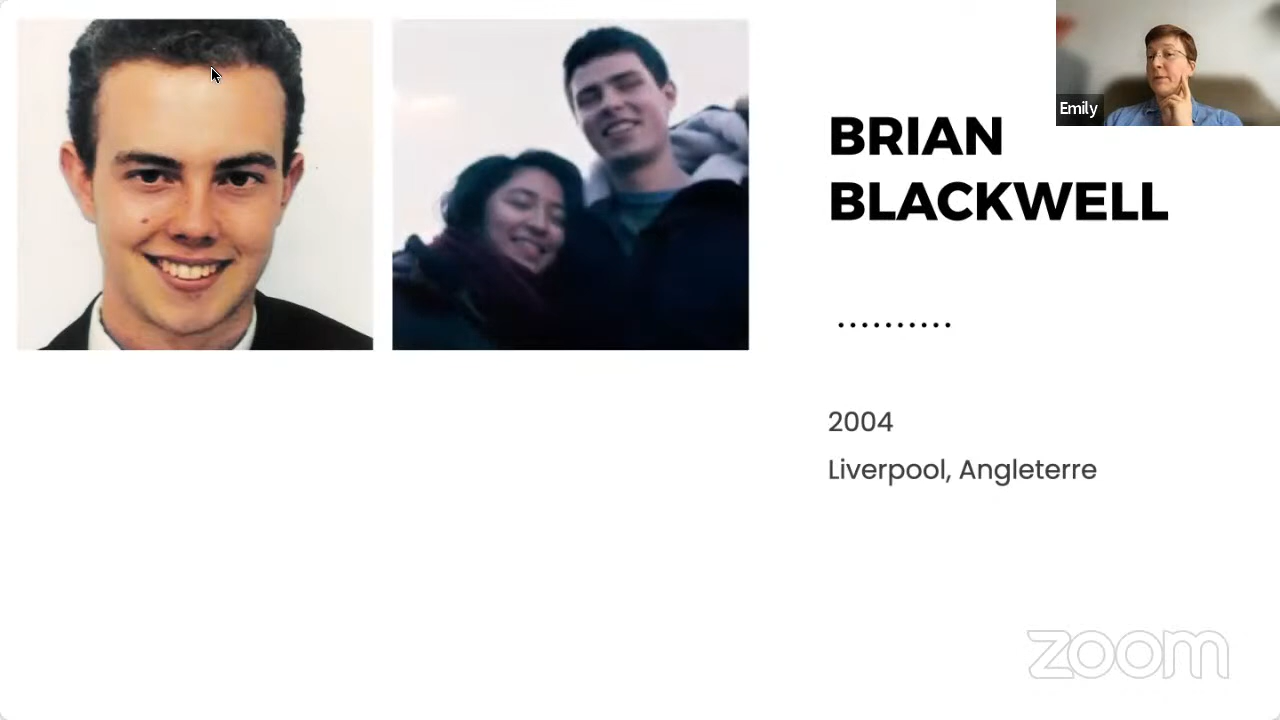 BRIAN
BLACKWELL
..........
2004
Liverpool, Angleterre
Emily
zoom